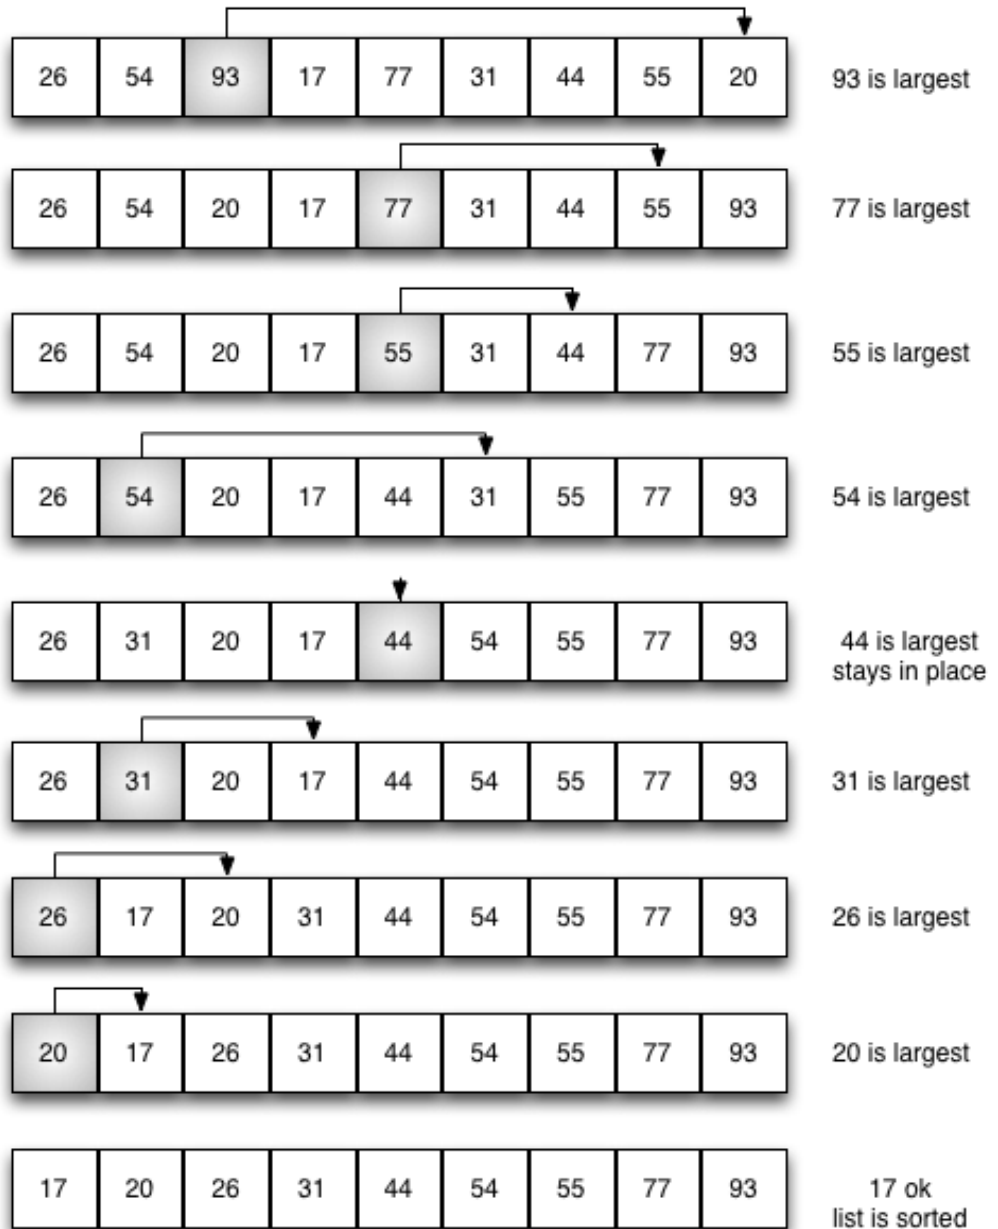 26 54 93 17 77 31 44 55 20 93 is largest
26 54 20 17 77 31 44 55 93 77 is largest
26 54 20 17 55 31 44 77 93 55 is largest
26 54 20 17 44 31 55 77 93 54 is largest
26 31 20 17 44 54 55 77 93 44 is largest
stays in place
26 31 20 17 44 54 55 77 93 31 is largest
26 17 20 31 44 54 55 77 93 26 is largest
20 17 26 31 44 54 55 77 93 20 is largest
17 20 26 31 44 54 55 77 93 17 ok
list is sorted